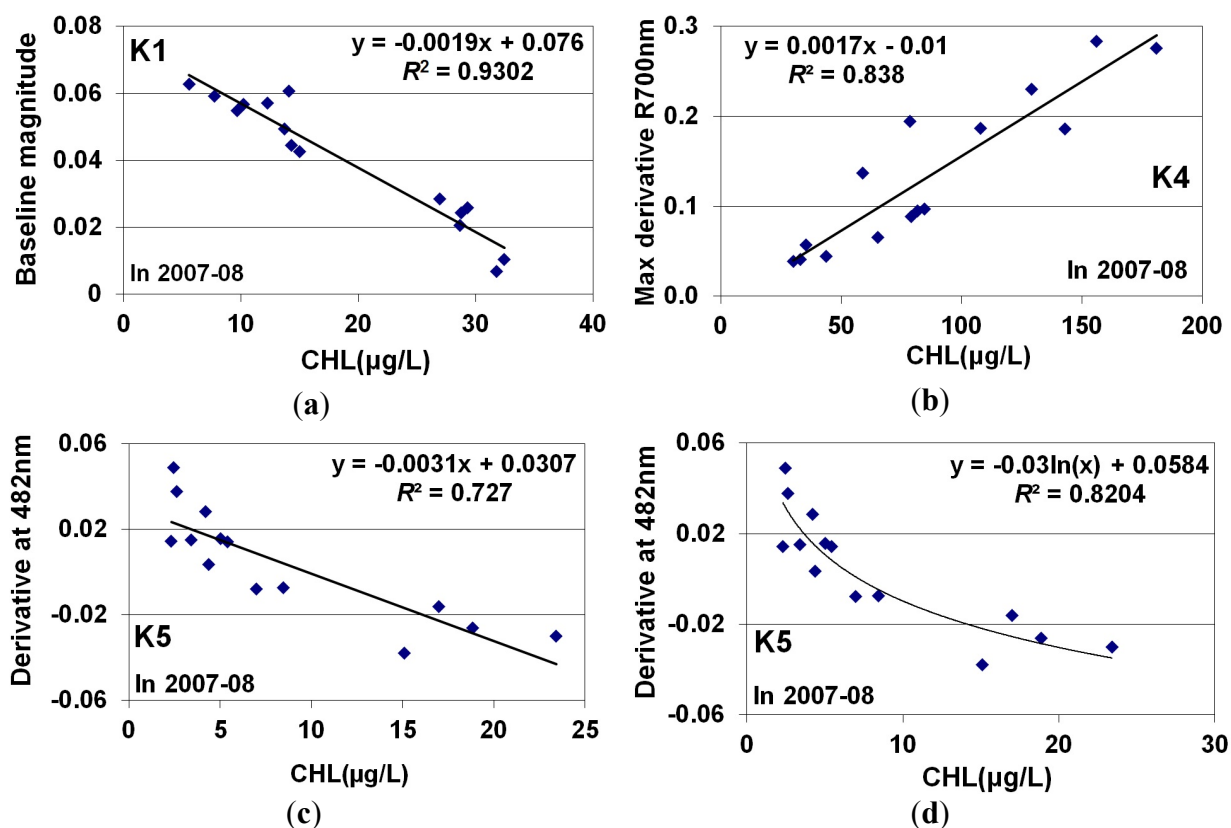 0.08
0.06
0.04
0.02
0
Baseline magnitude
K1
y = -0.0019x + 0.076
R² = 0.9302
In 2007-08
0 10 20 30 40
CHL(µg/L)
(a)
0.3
0.2
0.1
0.0
Max derivative R700nm
y = 0.0017x - 0.01
R² = 0.838
K4
In 2007-08
0 50 100 150 200
CHL(µg/L)
(b)
0.06
0.02
-0.02
-0.06
Derivative at 482nm
y = -0.0031x + 0.0307
R² = 0.727
K5
In 2007-08
0 5 10 15 20 25
CHL(µg/L)
(c)
0.06
0.02
-0.02
-0.06
Derivative at 482nm
y = -0.03ln(x) + 0.0584
R² = 0.8204
K5
In 2007-08
0 10 20 30
CHL(µg/L)
(d)